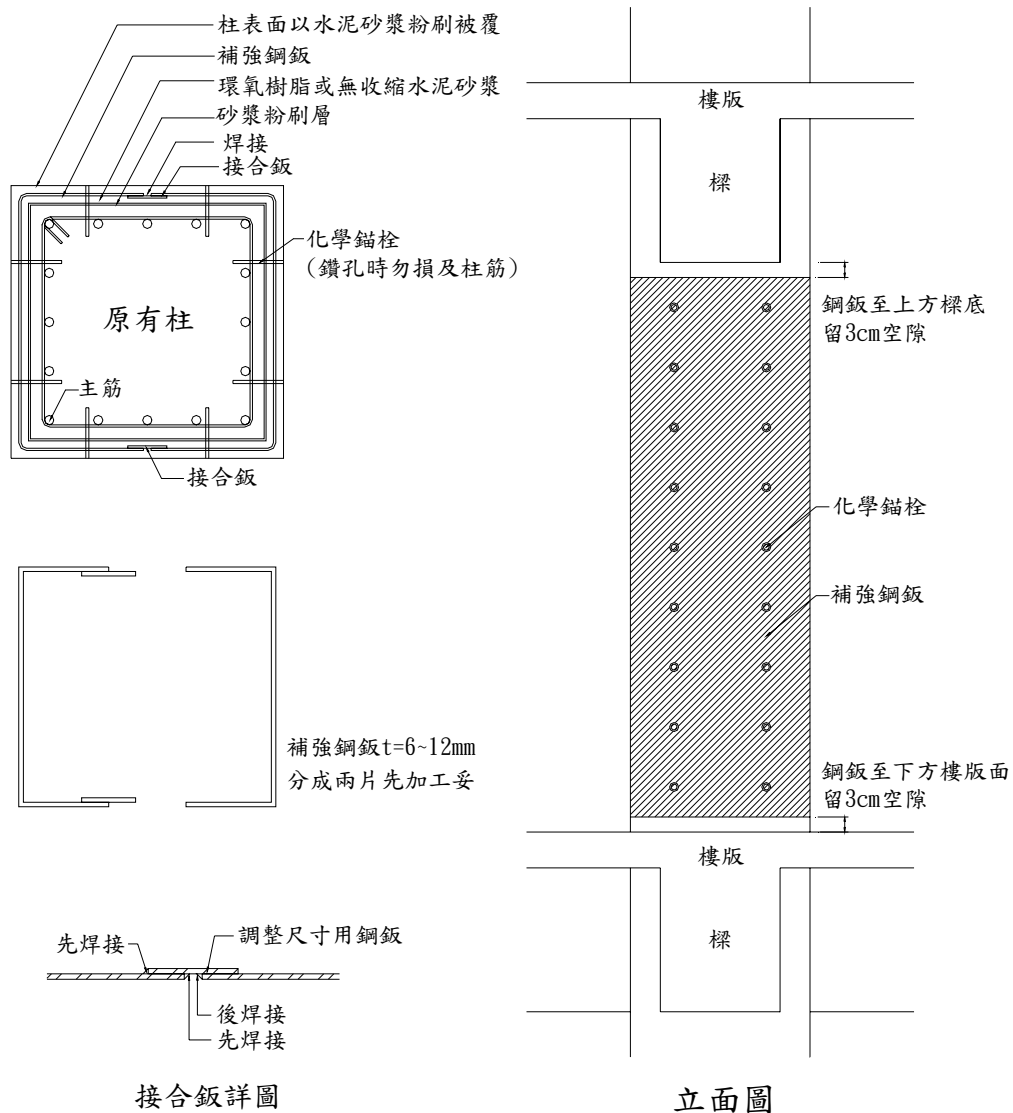 柱表面以水泥砂漿粉刷被覆
補強鋼鈑
環氧樹脂或無收縮水泥砂漿
砂漿粉刷層
焊接
接合鈑
化學錨栓
（鑽孔時勿損及柱筋）
原有柱
主筋
接合鈑
補強鋼鈑t=6~12mm
分成兩片先加工妥
先焊接
調整尺寸用鋼鈑
後焊接
先焊接
接合鈑詳圖
樓版
樑
鋼鈑至上方樑底
留3cm空隙
化學錨栓
補強鋼鈑
鋼鈑至下方樓版面
留3cm空隙
樓版
樑
立面圖